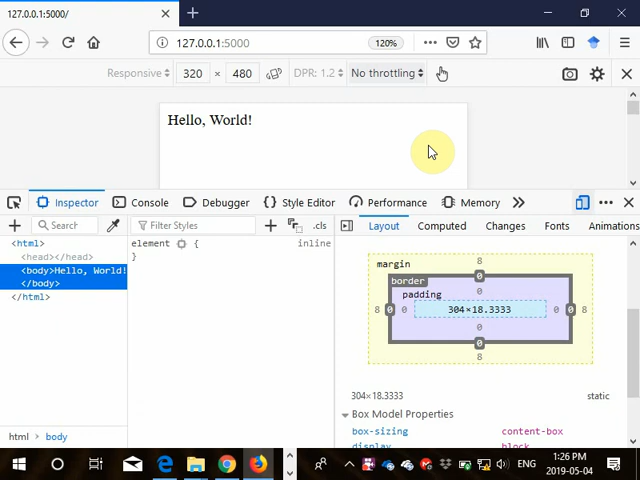 127.0.0.1:5000/
127.0.0.1:5000 120%
Responsive 320 × 480 DPR: 1.2 No throttling
Hello, World!
Inspector Console Debugger Style Editor Performance Memory
Search Filter Styles .cls Layout Computed Changes Fonts Animations
<html>
<head></head>
<body>Hello, World!
</body>
</html>
element { inline
}
margin 8
border 0
padding 0
8 0 0 304×18.3333 0 0 8
0
0
8
304×18.3333 static
Box Model Properties
box-sizing content-box
display block
html body
ENG 1:26 PM
2019-05-04